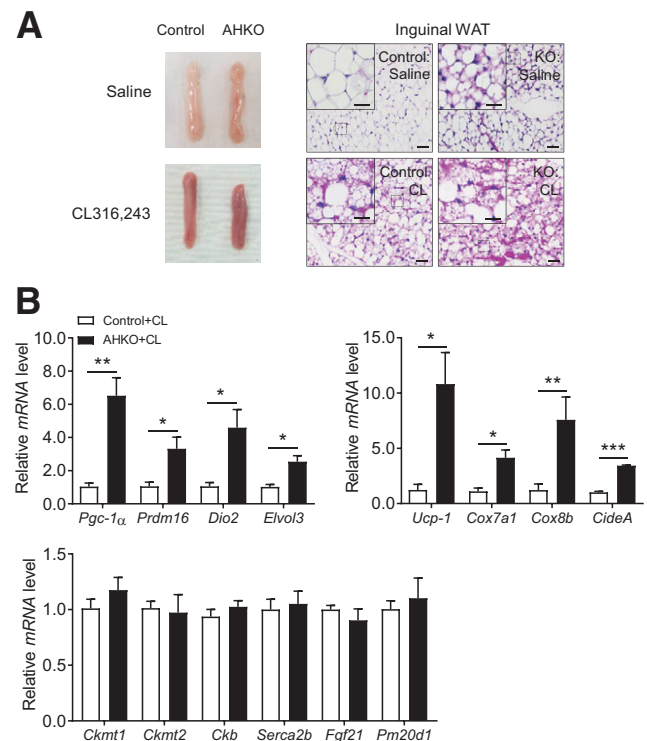 A
Control AHKO
Saline
CL316,243
Inguinal WAT
Control:
Saline
KO:
Saline
Control:
CL
KO:
CL
B
Control+CL
AHKO+CL
Relative mRNA level
10.0
8.0
6.0
4.0
2.0
0.0
** * * *
Pgc-1α Prdm16 Dio2 Elvol3
Relative mRNA level
15.0
10.0
5.0
0.0
* * ** ***
Ucp-1 Cox7a1 Cox8b CideA
Relative mRNA level
1.5
1.0
0.5
0.0
Ckmt1 Ckmt2 Ckb Serca2b Fgf21 Pm20d1